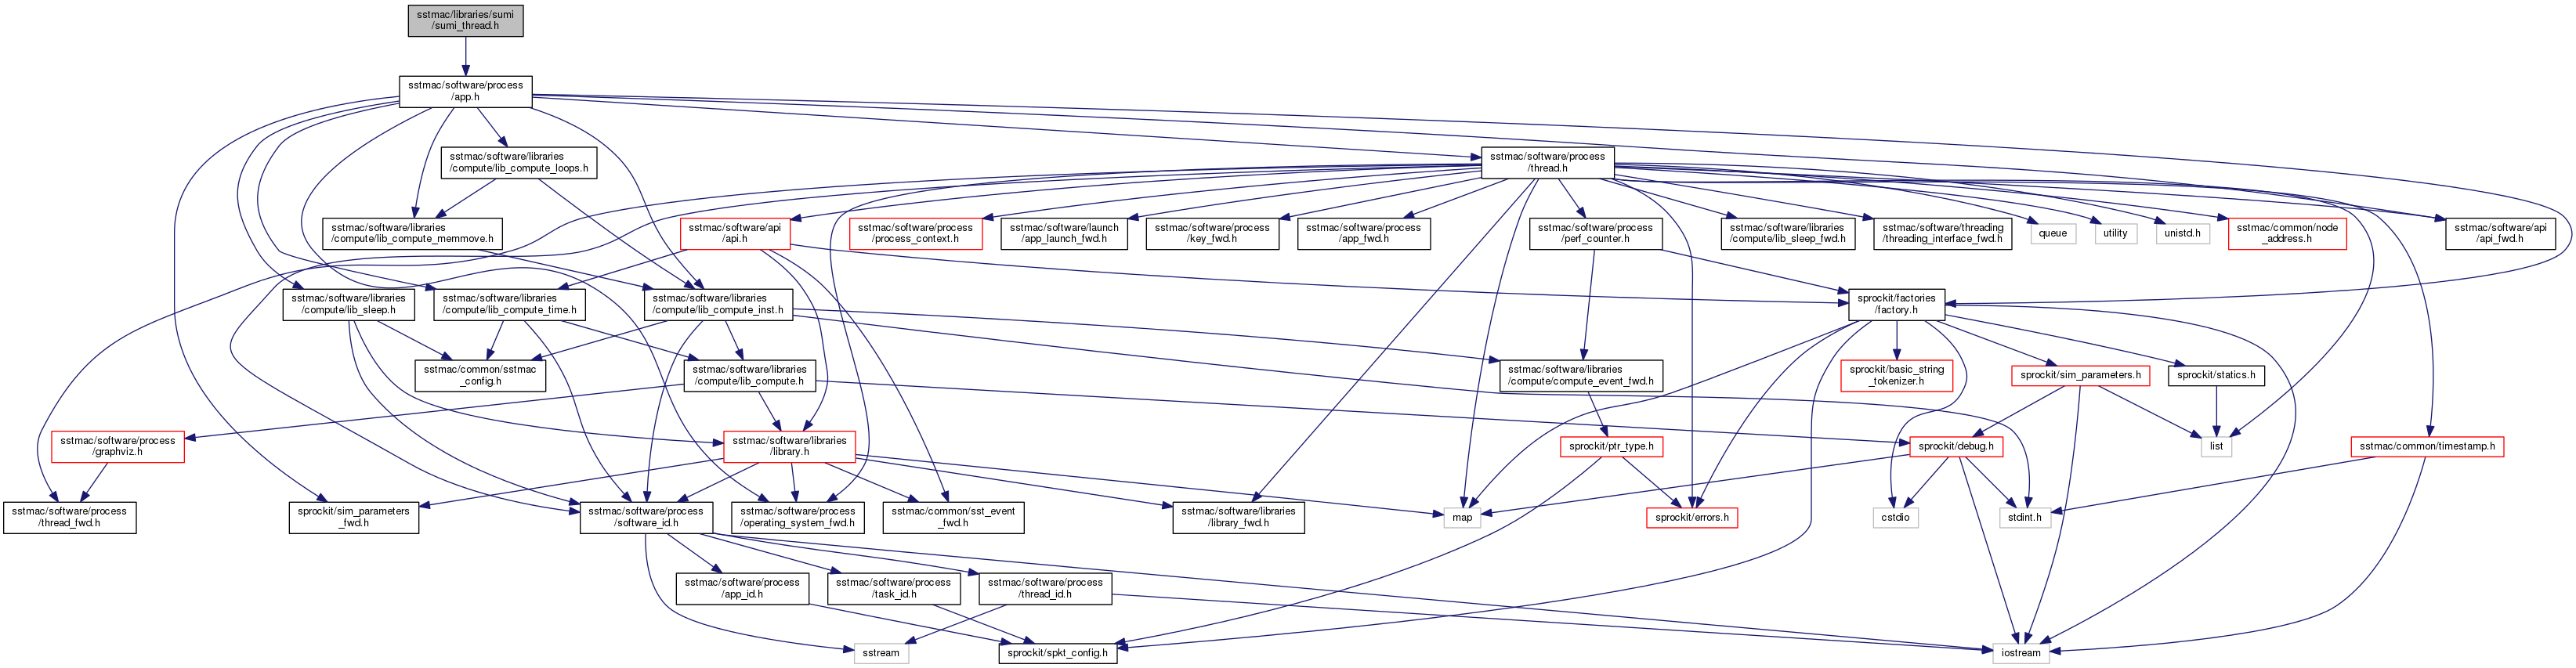 sstmac/libraries/sumi
/sumi_thread.h
sstmac/software/process
/app.h
sstmac/software/libraries
/compute/lib_compute_loops.h
sstmac/software/process
/thread.h
sstmac/software/libraries
/compute/lib_compute_memmove.h
sstmac/software/api
/api.h
sstmac/software/process
/process_context.h
sstmac/software/launch
/app_launch_fwd.h
sstmac/software/process
/key_fwd.h
sstmac/software/process
/app_fwd.h
sstmac/software/process
/perf_counter.h
sstmac/software/libraries
/compute/lib_sleep_fwd.h
sstmac/software/threading
/threading_interface_fwd.h
queue
utility
unistd.h
sstmac/common/node
_address.h
sstmac/software/api
/api_fwd.h
sstmac/software/libraries
/compute/lib_sleep.h
sstmac/software/libraries
/compute/lib_compute_time.h
sstmac/software/libraries
/compute/lib_compute_inst.h
sprockit/factories
/factory.h
sstmac/common/sstmac
_config.h
sstmac/software/libraries
/compute/lib_compute.h
sstmac/software/libraries
/compute/compute_event_fwd.h
sprockit/basic_string
_tokenizer.h
sprockit/sim_parameters.h
sprockit/statics.h
sstmac/software/process
/graphviz.h
sstmac/software/libraries
/library.h
sprockit/ptr_type.h
sprockit/debug.h
list
sstmac/common/timestamp.h
sstmac/software/process
/thread_fwd.h
sprockit/sim_parameters
_fwd.h
sstmac/software/process
/software_id.h
sstmac/software/process
/operating_system_fwd.h
sstmac/common/sst_event
_fwd.h
sstmac/software/libraries
/library_fwd.h
map
sprockit/errors.h
cstdio
stdint.h
sstmac/software/process
/app_id.h
sstmac/software/process
/task_id.h
sstmac/software/process
/thread_id.h
sstream
sprockit/spkt_config.h
iostream